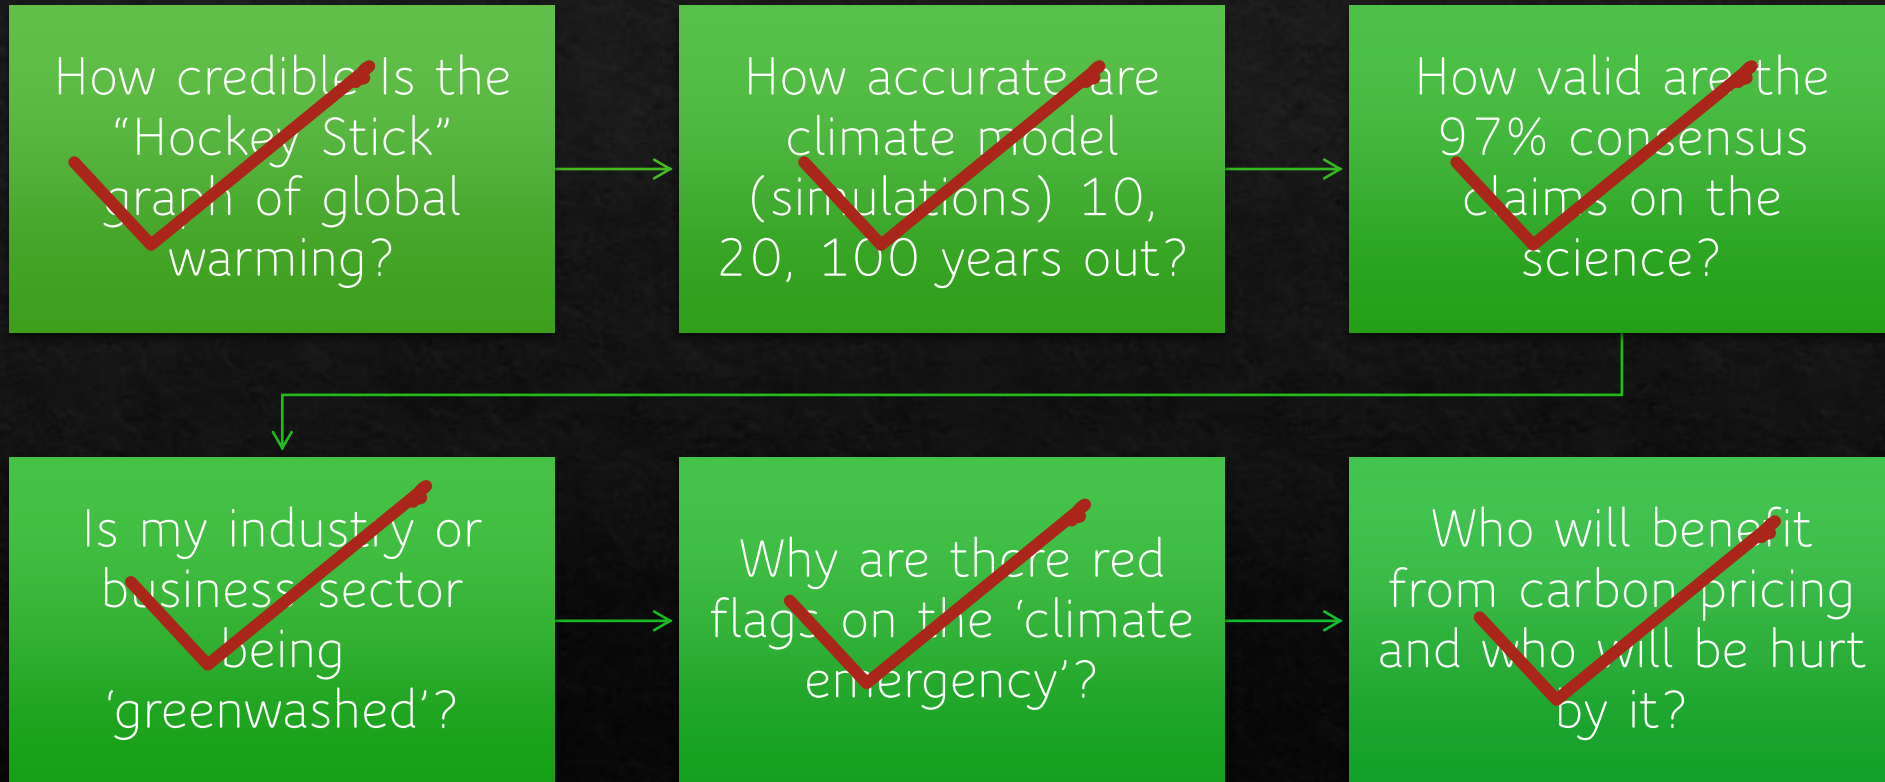 How credible Is the
“Hockey Stick”
graph of global
warming?
How accurate are
climate model
(simulations) 10,
20, 100 years out?
How valid are the
97% consensus
claims on the
science?
Is my industry or
business sector
being
‘greenwashed’?
Why are there red
flags on the ‘climate
emergency’?
Who will benefit
from carbon pricing
and who will be hurt
by it?